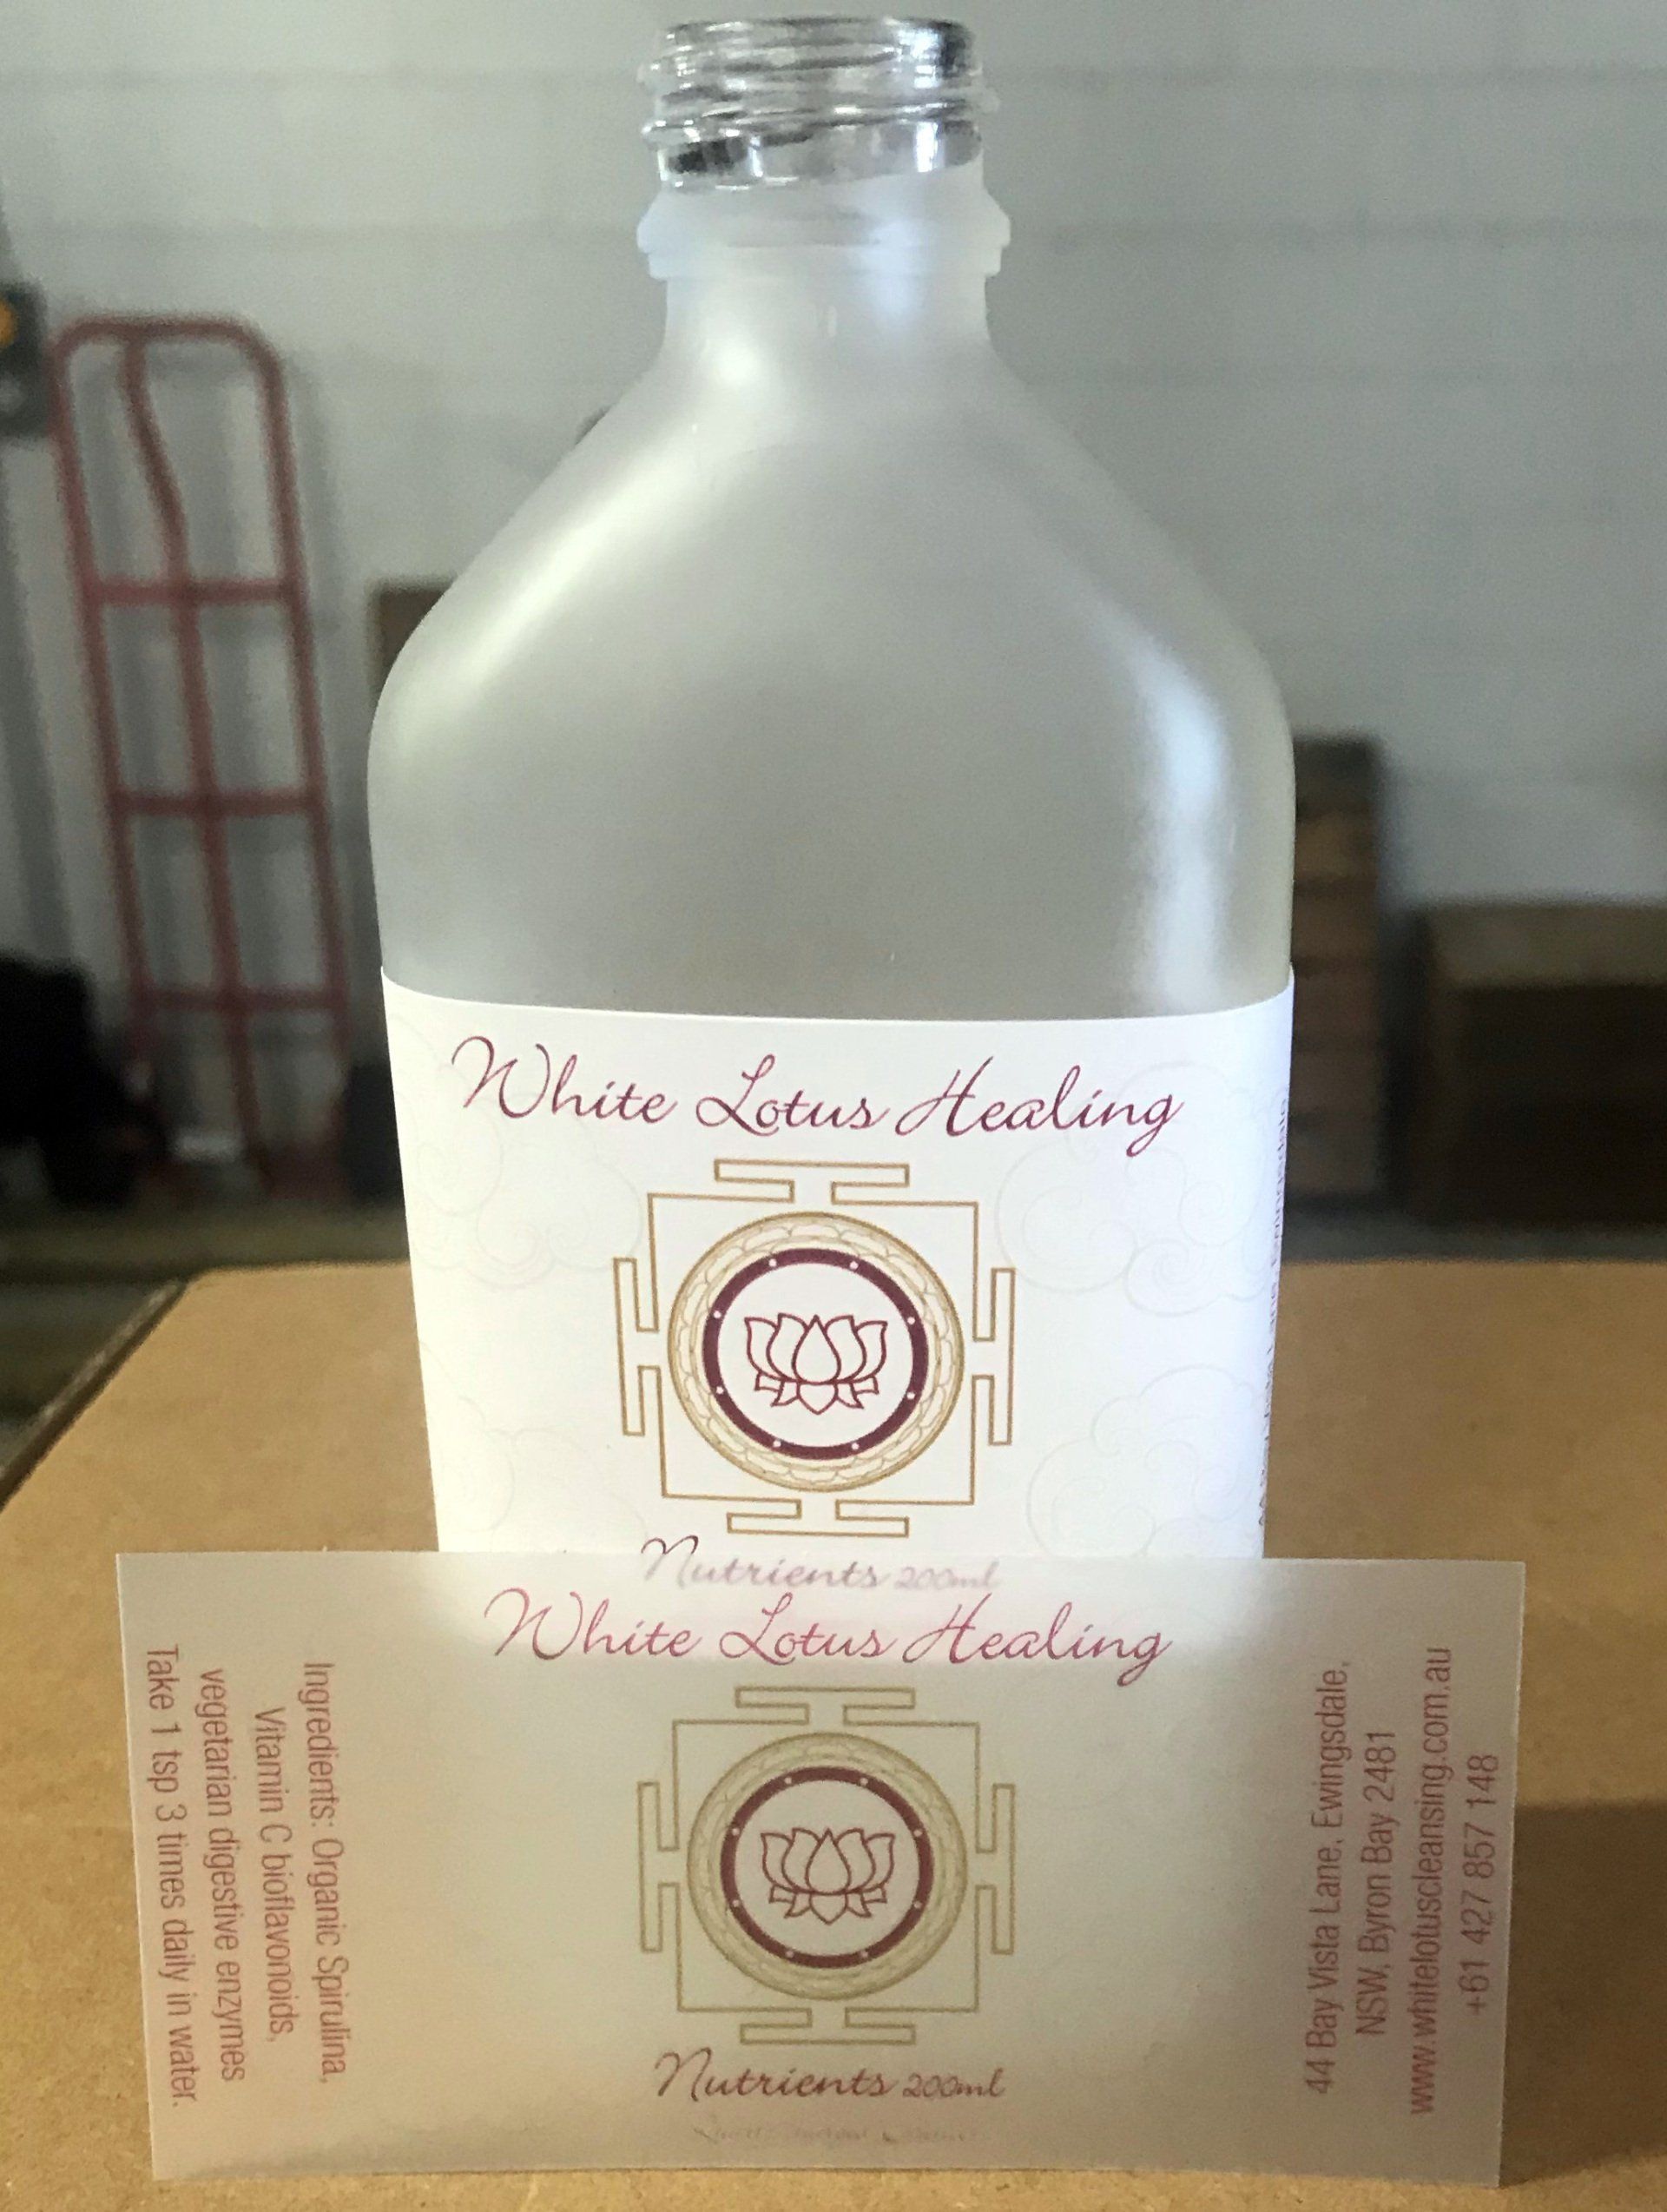 White Lotus Healing
Nutrients 200ml
White Lotus Healing
Nutrients 200ml
Ingredients: Organic Spirulina,
Vitamin C bioflavonoids,
vegetarian digestive enzymes
Take 1 tsp 3 times daily in water.
44 Bay Vista Lane, Ewingsdale,
NSW, Byron Bay 2481
www.whitelotuscleansing.com.au
+61 427 857 148